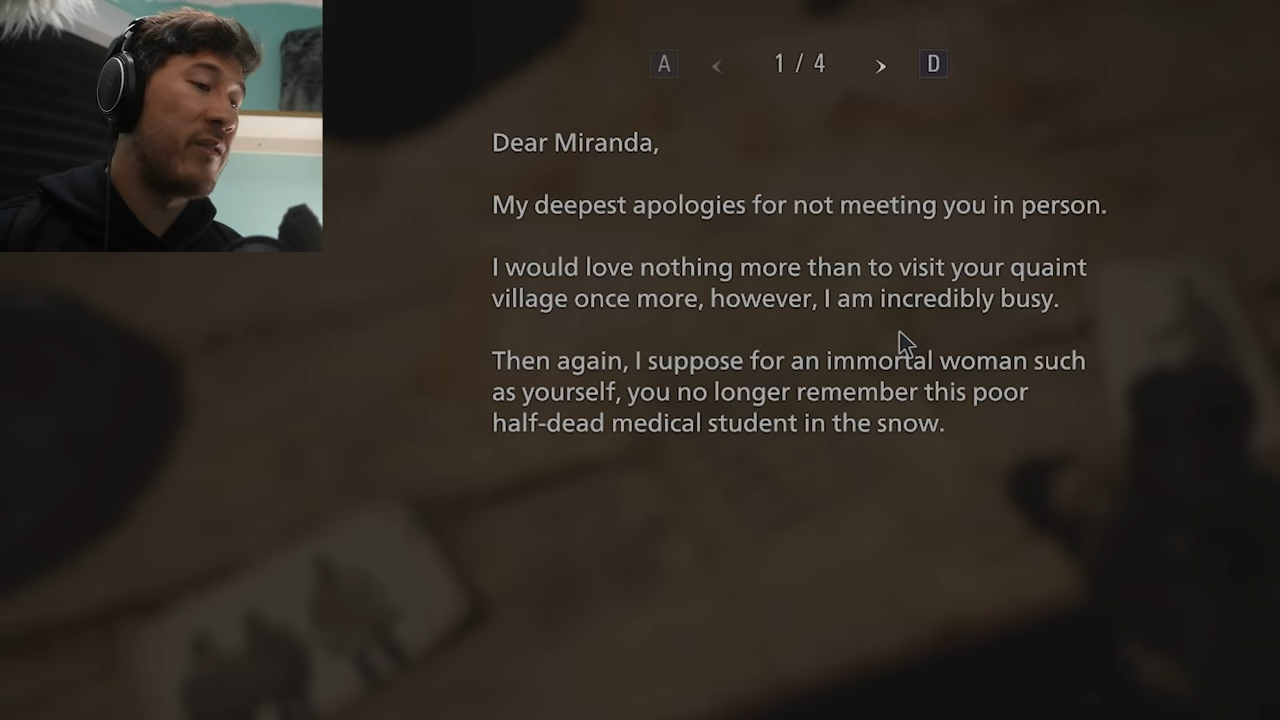 A < 1 / 4 > D
Dear Miranda,
My deepest apologies for not meeting you in person.
I would love nothing more than to visit your quaint
village once more, however, I am incredibly busy.
Then again, I suppose for an immortal woman such
as yourself, you no longer remember this poor
half-dead medical student in the snow.